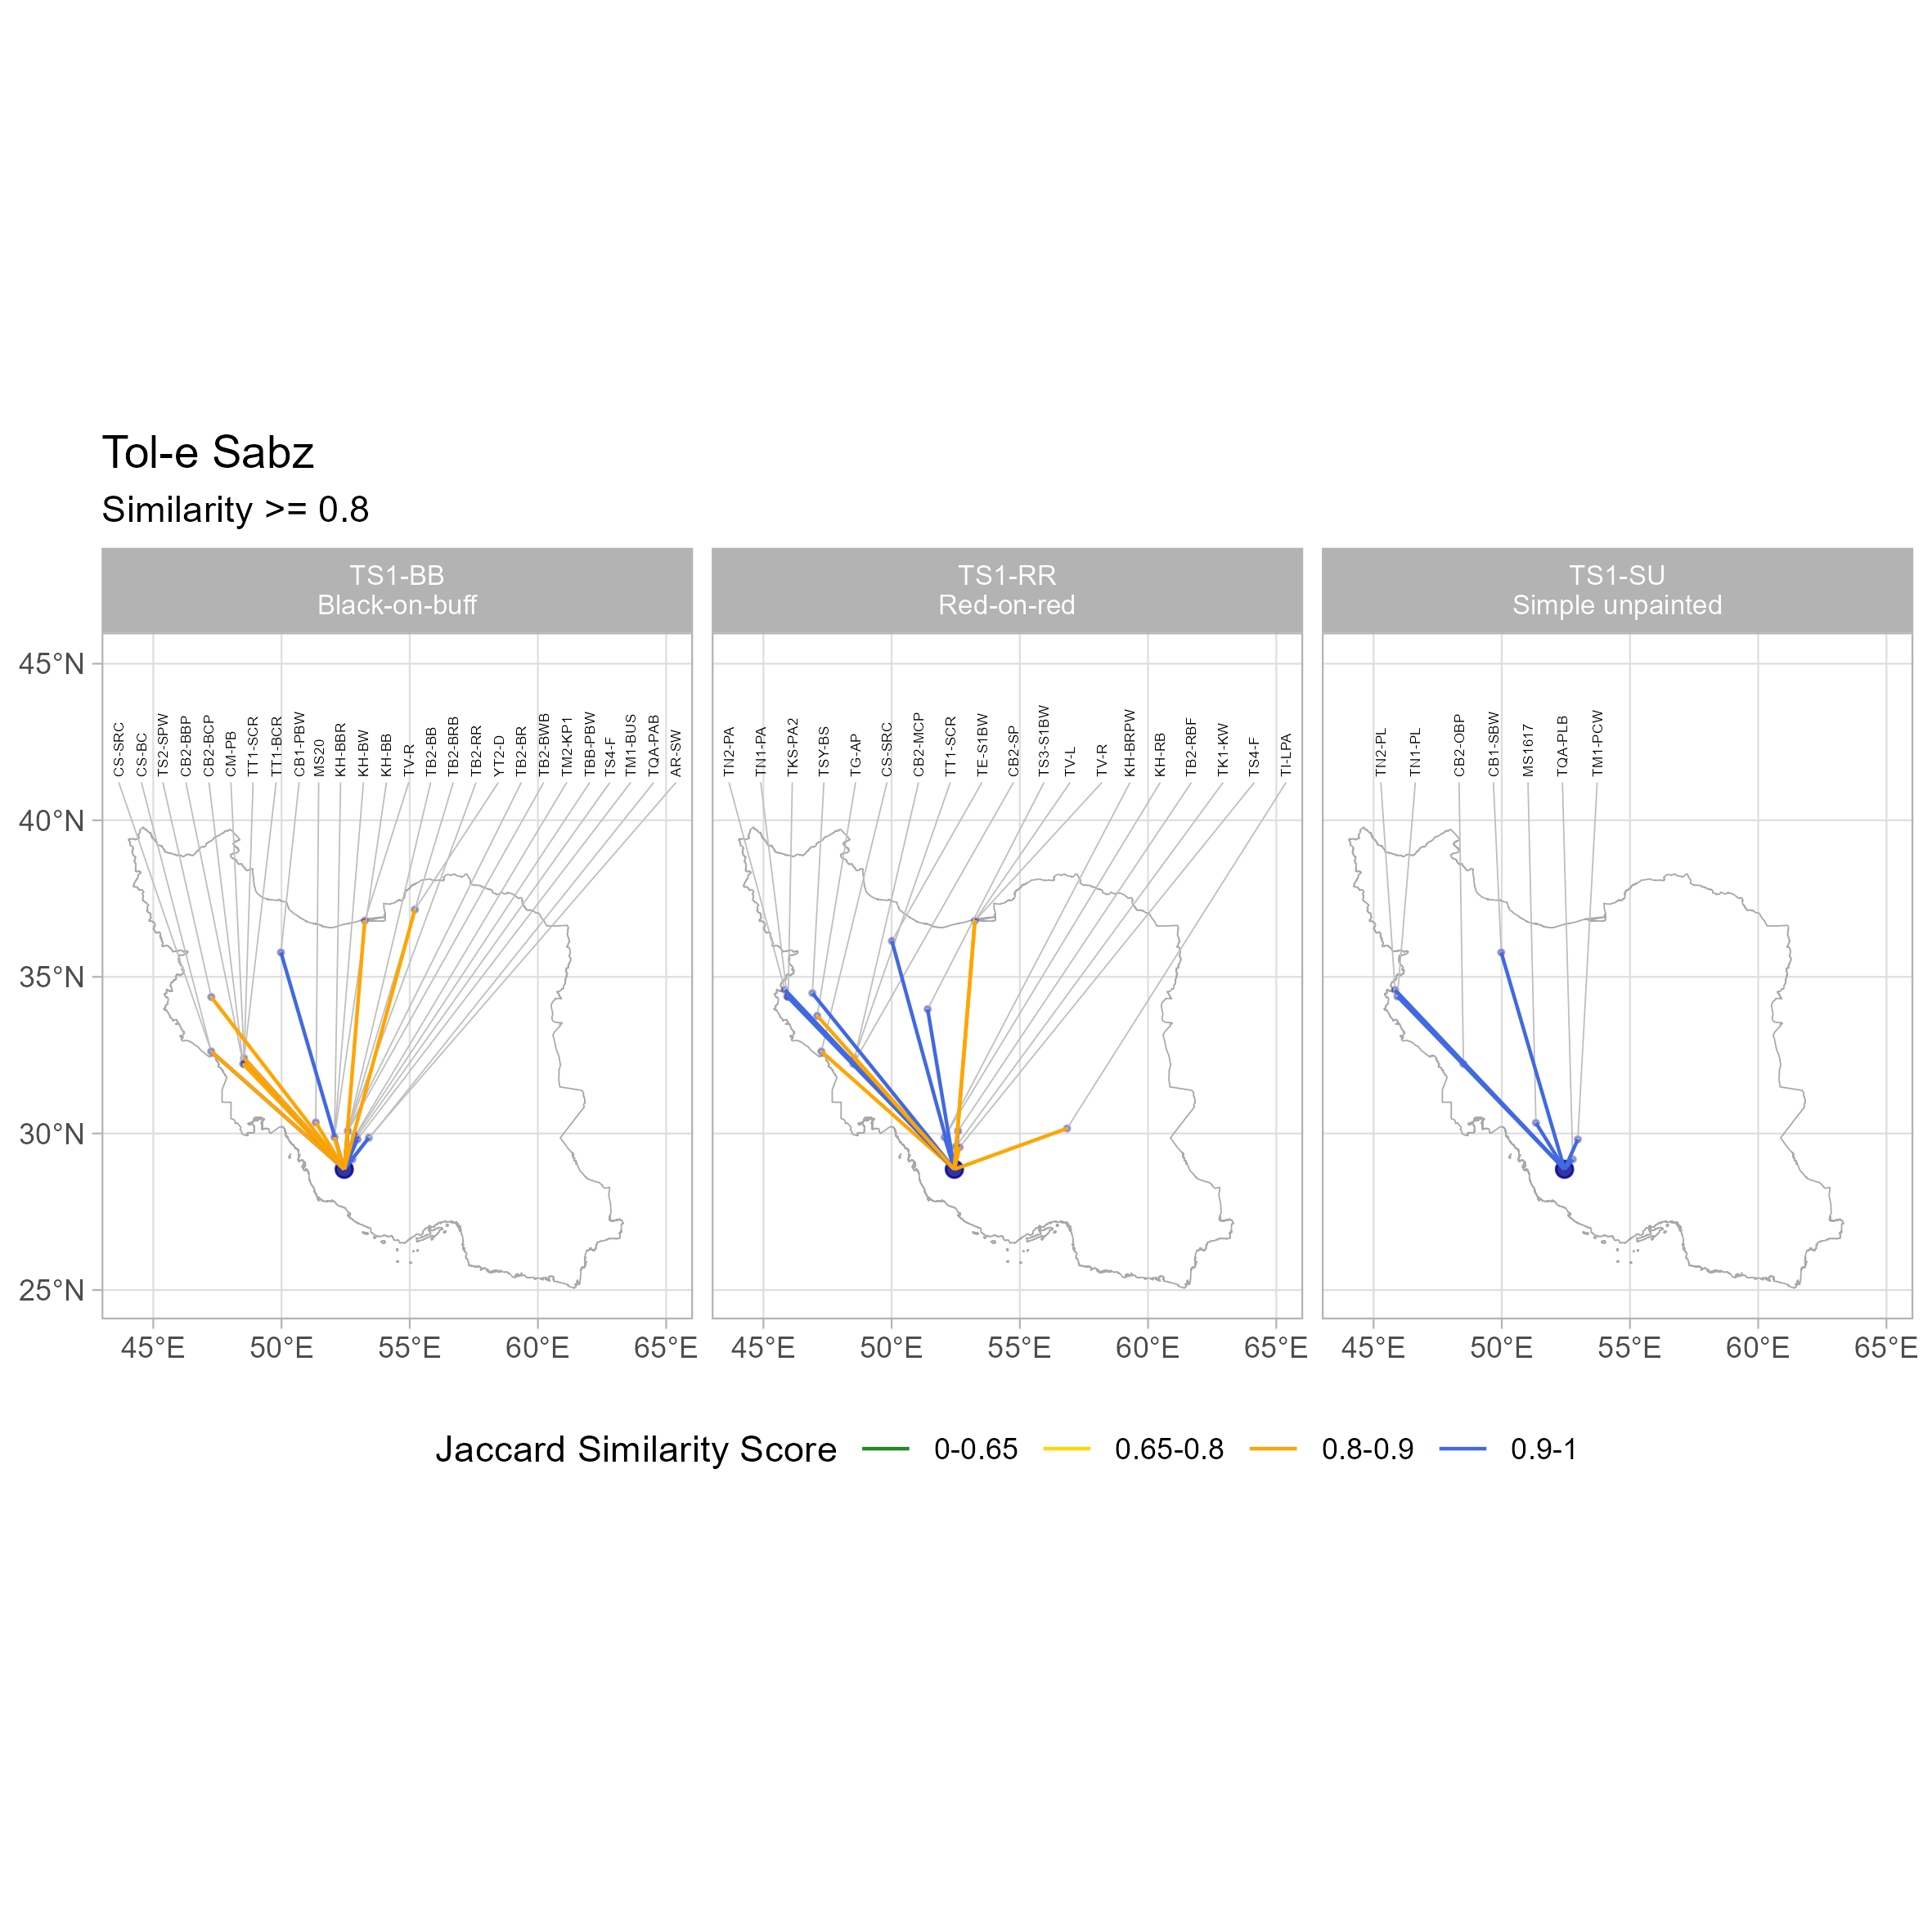 Tol-e Sabz
Similarity >= 0.8
TS1-BB
Black-on-buff
TS1-RR
Red-on-red
TS1-SU
Simple unpainted
45°N
40°N
35°N
30°N
25°N
CS-SRC
CS-BC
TS2-SPW
CB2-BBP
CB2-BCP
CM-PB
TT1-SCR
TT1-BCR
CB1-PBW
MS20
KH-BBR
KH-BW
KH-BB
TV-R
TB2-BB
TB2-BRB
TB2-RR
YT2-D
TB2-BR
TB2-BWB
TM2-KP1
TBB-PBW
TS4-F
TM1-BUS
TQA-PAB
AR-SW
TN2-PA
TN1-PA
TKS-PA2
TSY-BS
TG-AP
CS-SRC
CB2-MCP
TT1-SCR
TE-S1BW
CB2-SP
TS3-S1BW
TV-L
TV-R
KH-BRPW
KH-RB
TB2-RBF
TK1-KW
TS4-F
TI-LPA
TN2-PL
TN1-PL
CB2-OBP
CB1-SBW
MS1617
TQA-PLB
TM1-PCW
45°E 50°E 55°E 60°E 65°E
45°E 50°E 55°E 60°E 65°E
45°E 50°E 55°E 60°E 65°E
Jaccard Similarity Score 0-0.65 0.65-0.8 0.8-0.9 0.9-1